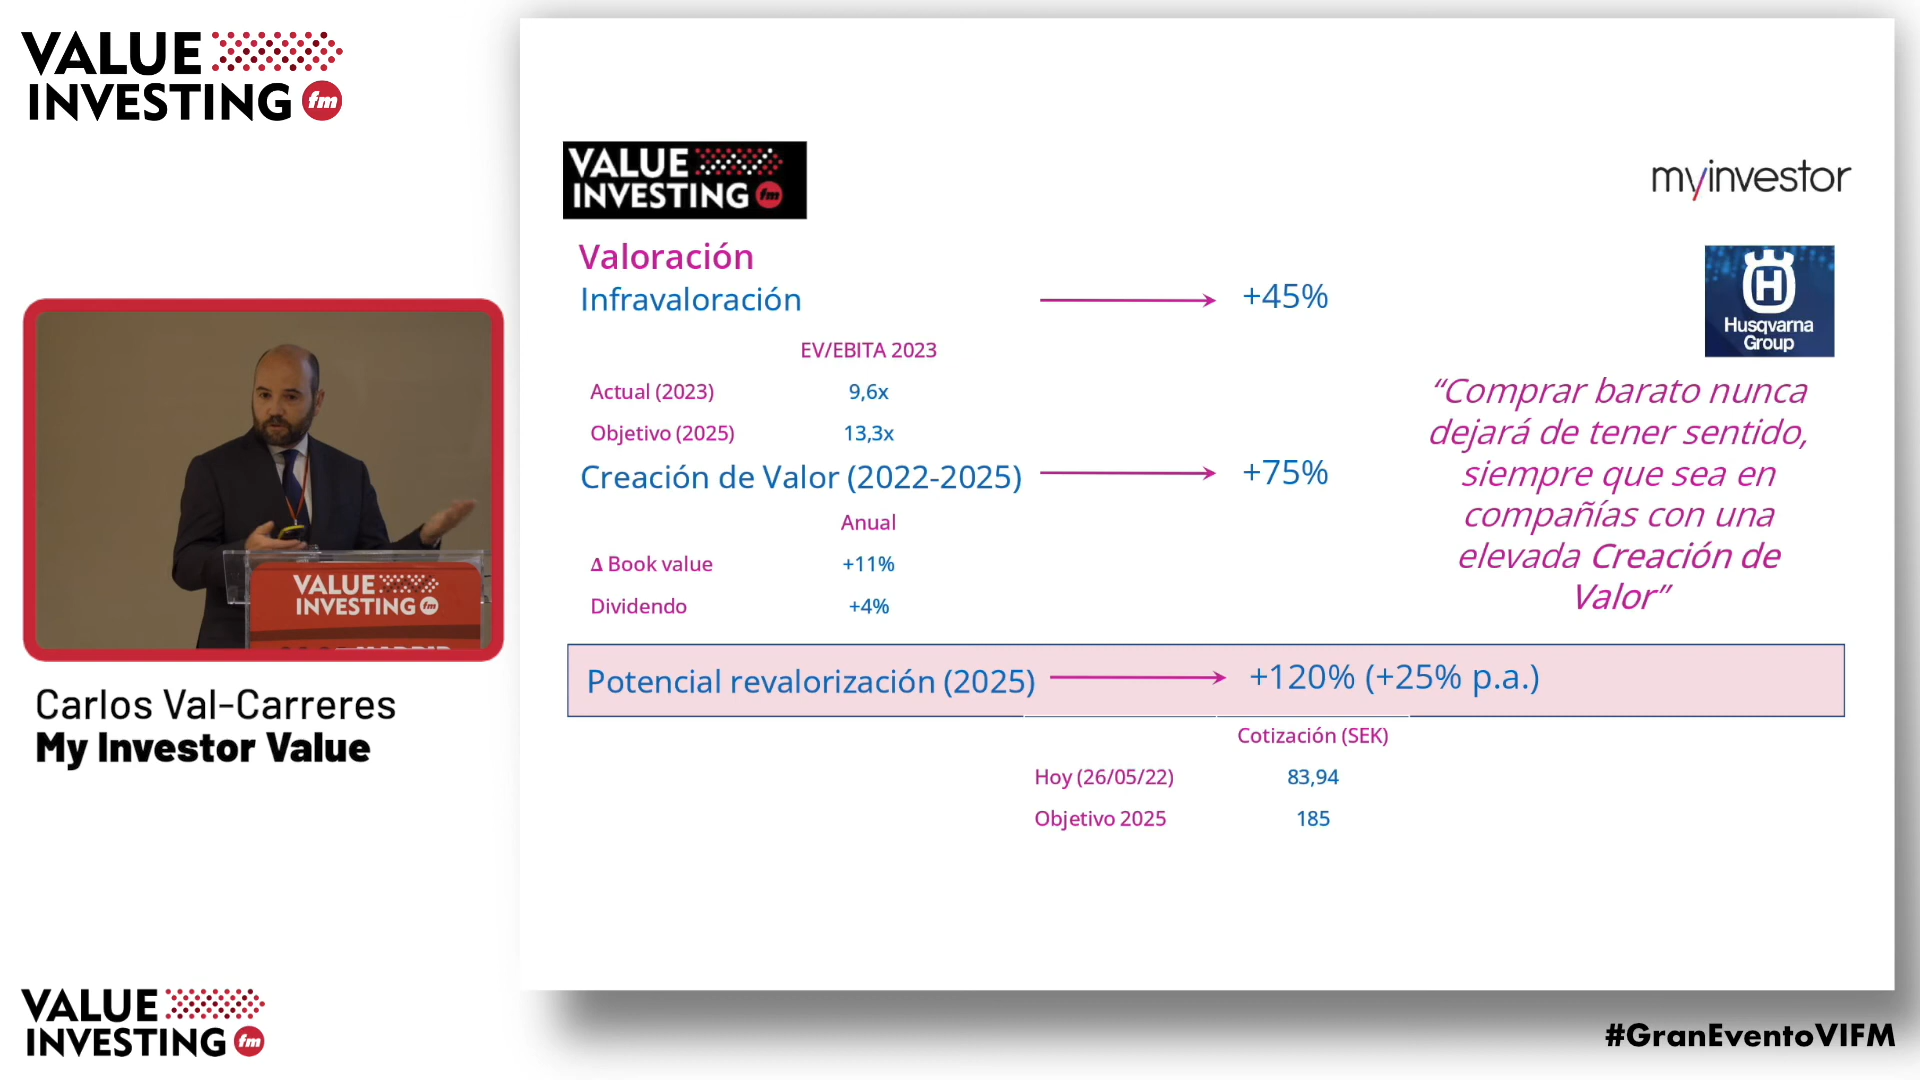 VALUE
INVESTING fm
VALUE
INVESTING fm
Carlos Val-Carreres
My Investor Value
VALUE
INVESTING fm
VALUE
INVESTING fm
myinvestor
Valoración
Infravaloración
+45%
H
Husqvarna
Group
EV/EBITA 2023
Actual (2023) 9,6x
Objetivo (2025) 13,3x
Creación de Valor (2022-2025)
+75%
Anual
Δ Book value +11%
Dividendo +4%
“Comprar barato nunca
dejará de tener sentido,
siempre que sea en
compañías con una
elevada Creación de
Valor”
Potencial revalorización (2025) +120% (+25% p.a.)
Cotización (SEK)
Hoy (26/05/22) 83,94
Objetivo 2025 185
#GranEventoVIFM